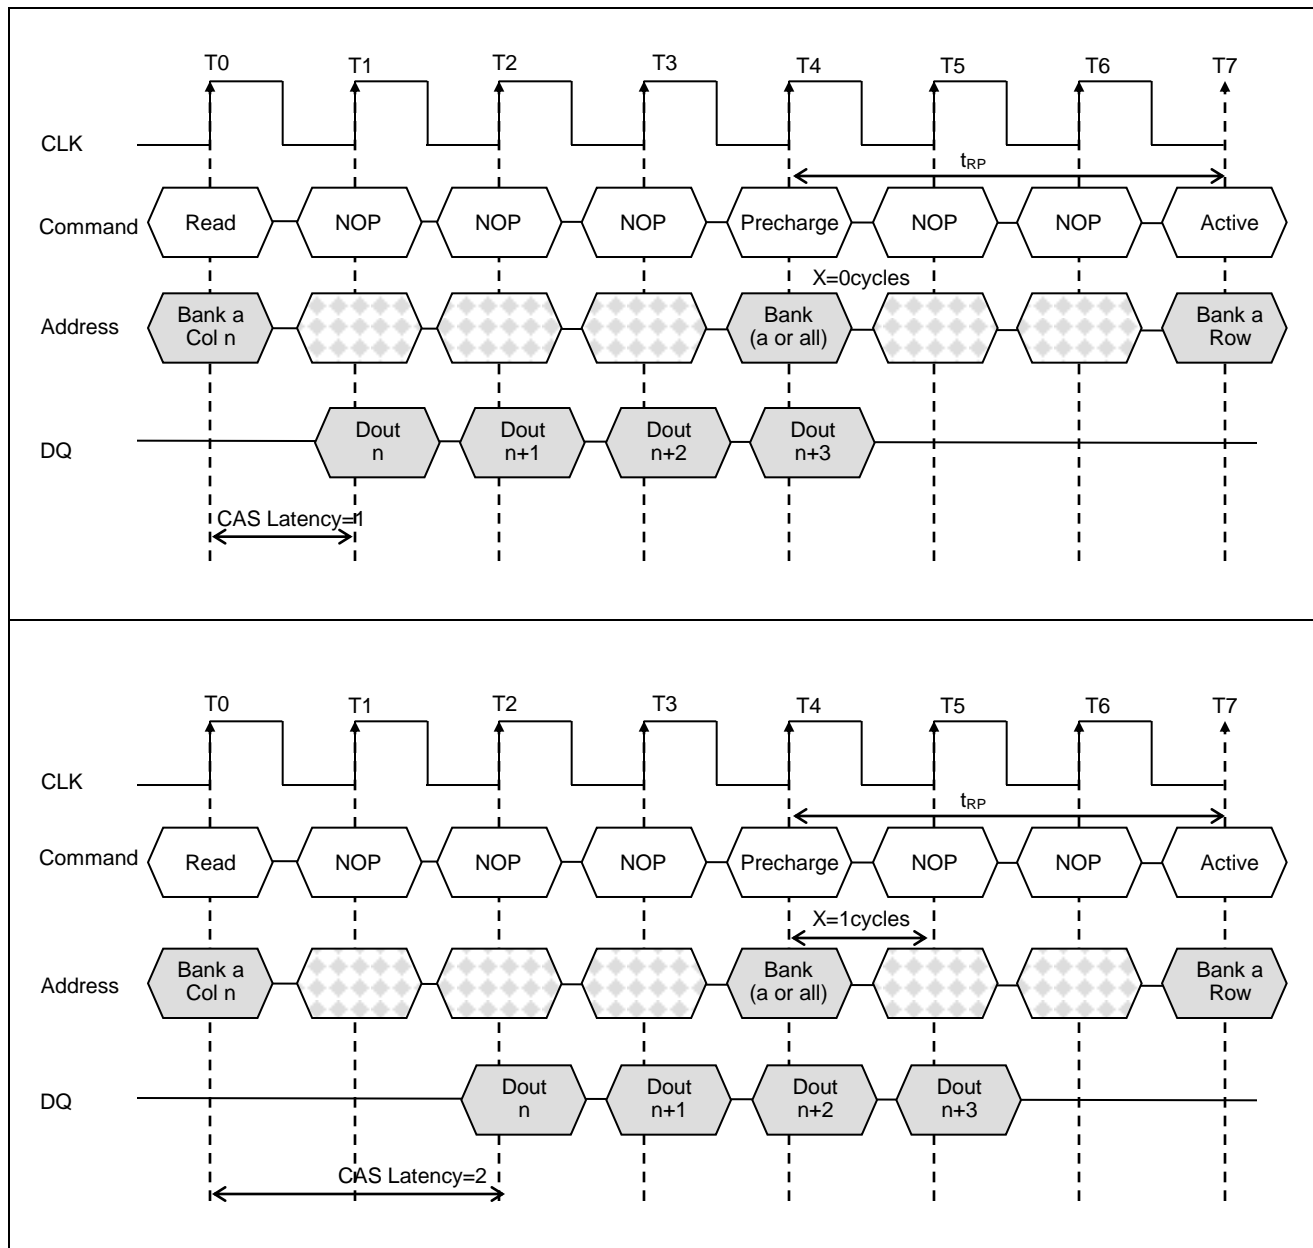 T0 T1 T2 T3 T4 T5 T6 T7
CLK
tRP
Command Read NOP NOP NOP Precharge NOP NOP Active
X=0cycles
Address Bank a Col n Bank (a or all) Bank a Row
DQ Dout n Dout n+1 Dout n+2 Dout n+3
CAS Latency=1
T0 T1 T2 T3 T4 T5 T6 T7
CLK
tRP
Command Read NOP NOP NOP Precharge NOP NOP Active
X=1cycles
Address Bank a Col n Bank (a or all) Bank a Row
DQ Dout n Dout n+1 Dout n+2 Dout n+3
CAS Latency=2